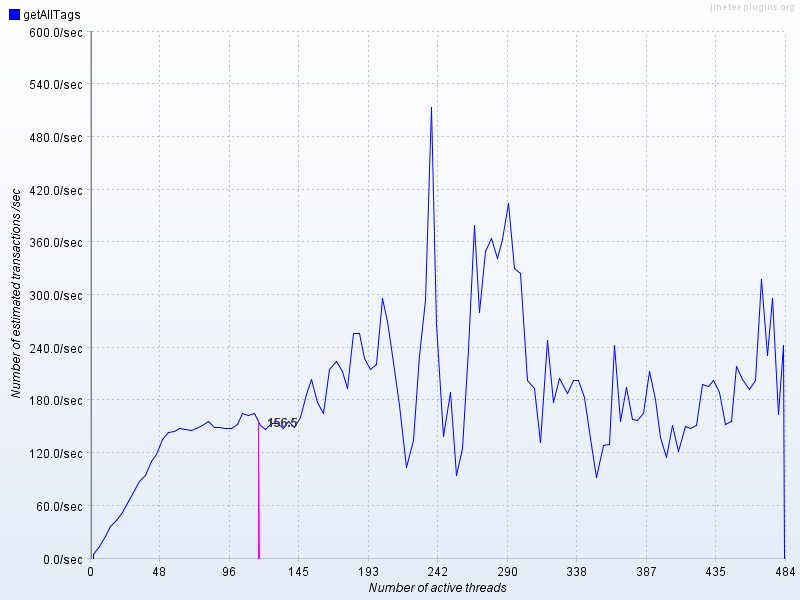 jmeter-plugins.org
getAllTags
600.0/sec
540.0/sec
480.0/sec
420.0/sec
360.0/sec
300.0/sec
240.0/sec
180.0/sec
120.0/sec
60.0/sec
0.0/sec
Number of estimated transactions /sec
156.5
0 48 96 145 193 242 290 338 387 435 484
Number of active threads